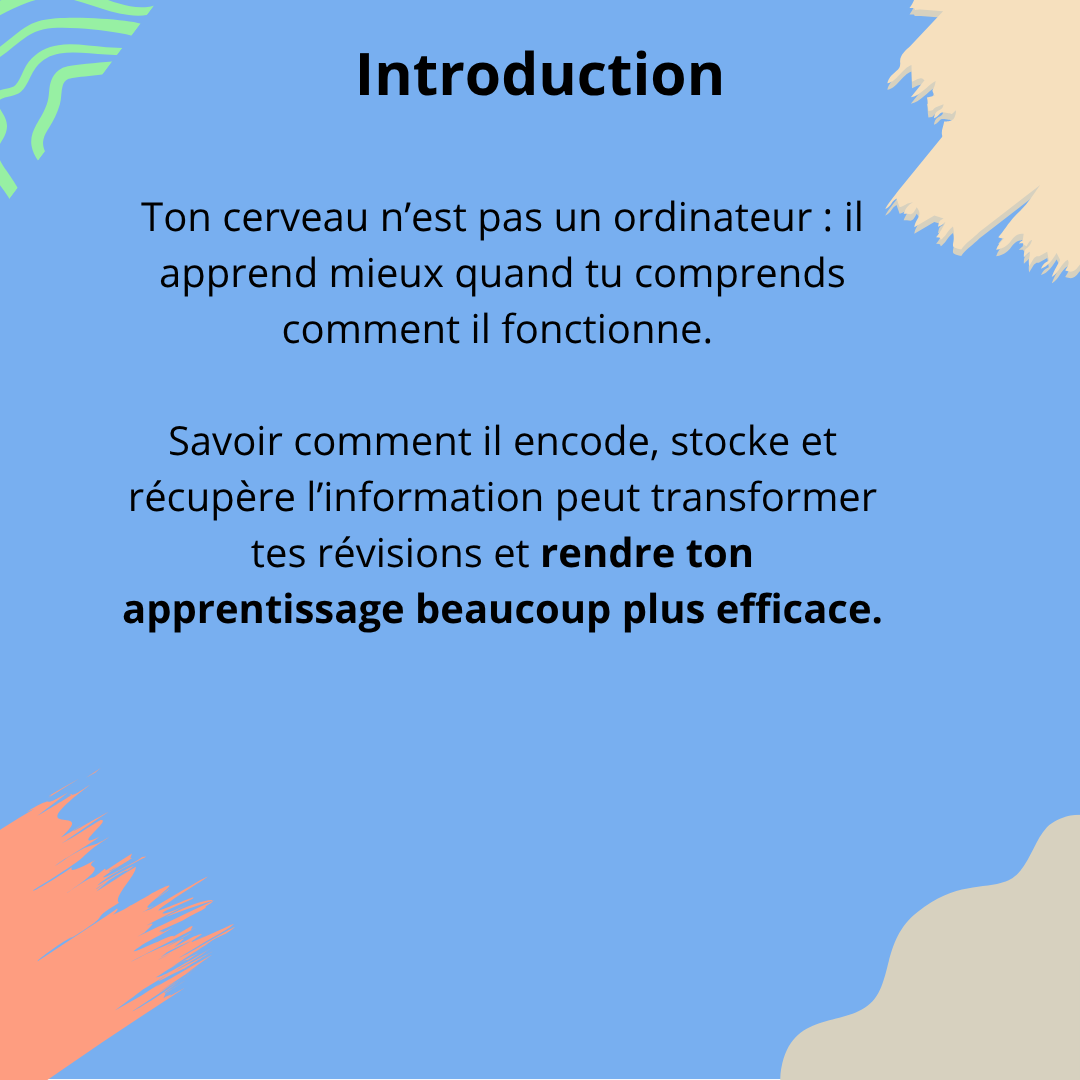 Introduction
Ton cerveau n’est pas un ordinateur : il
apprend mieux quand tu comprends
comment il fonctionne.
Savoir comment il encode, stocke et
récupère l’information peut transformer
tes révisions et rendre ton
apprentissage beaucoup plus efficace.